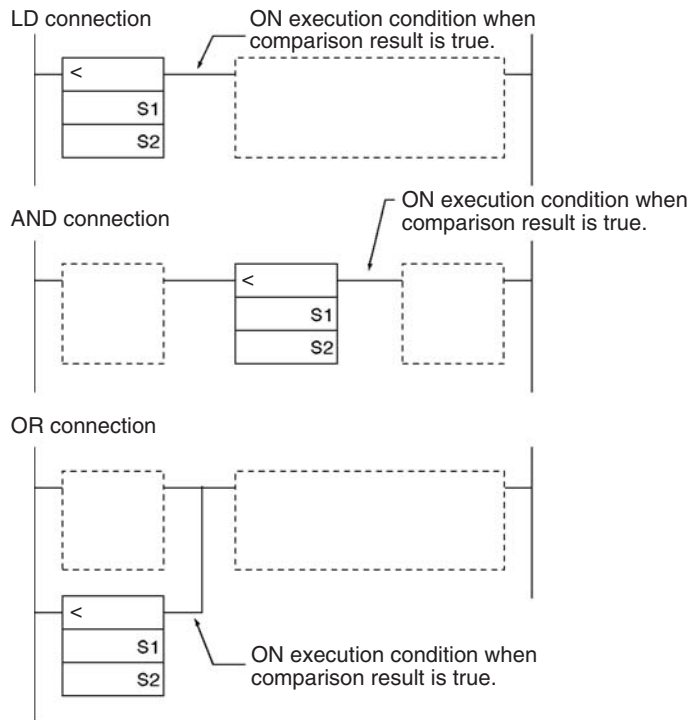 LD connection
ON execution condition when
comparison result is true.
<
S1
S2
AND connection
ON execution condition when
comparison result is true.
<
S1
S2
OR connection
<
S1
S2
ON execution condition when
comparison result is true.